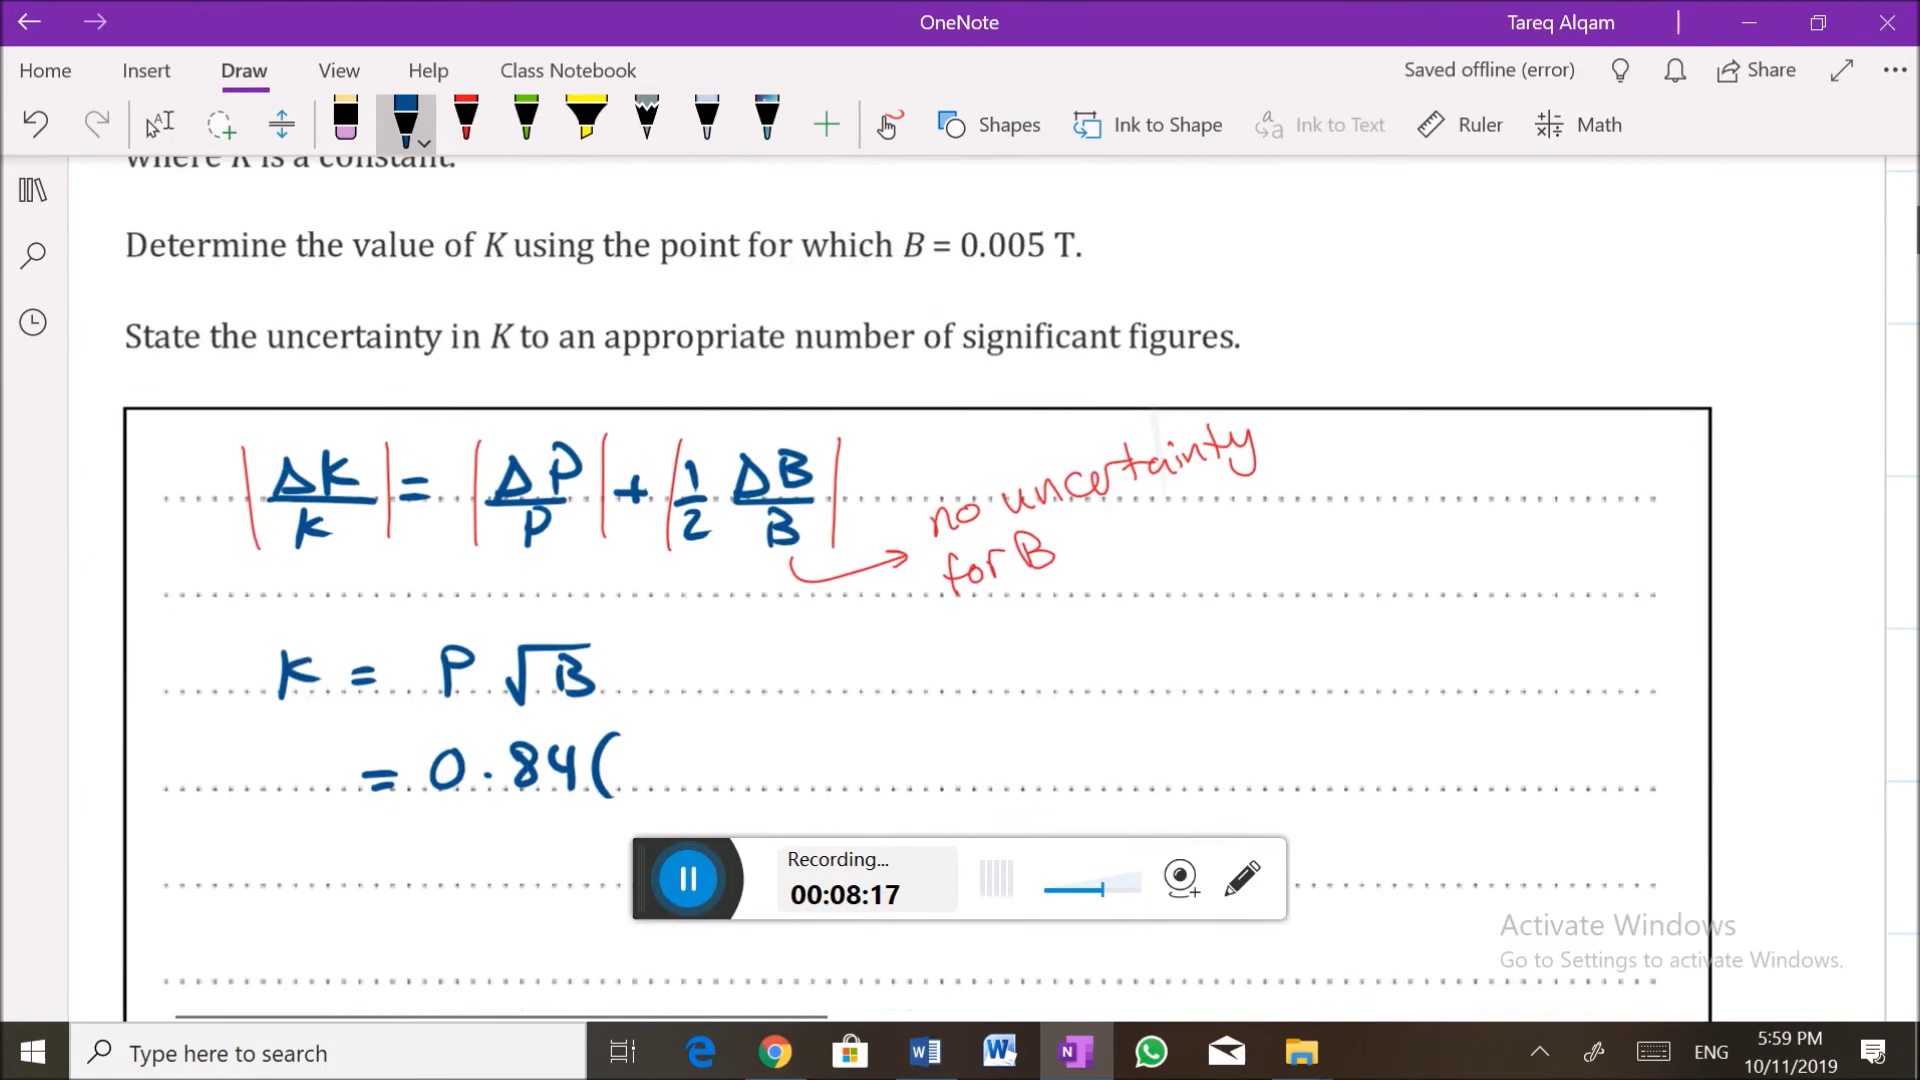 OneNote
Tareq Alqam
Home Insert Draw View Help Class Notebook
Saved offline (error) Share
Shapes Ink to Shape Ink to Text Ruler Math
where K is a constant.
Determine the value of K using the point for which B = 0.005 T.
State the uncertainty in K to an appropriate number of significant figures.
|ΔK/K| = |ΔP/P| + |1/2 ΔB/B|
no uncertainty
for B
K = P √B
= 0.84(
Recording...
00:08:17
Activate Windows
Go to Settings to activate Windows.
Type here to search
ENG
5:59 PM
10/11/2019